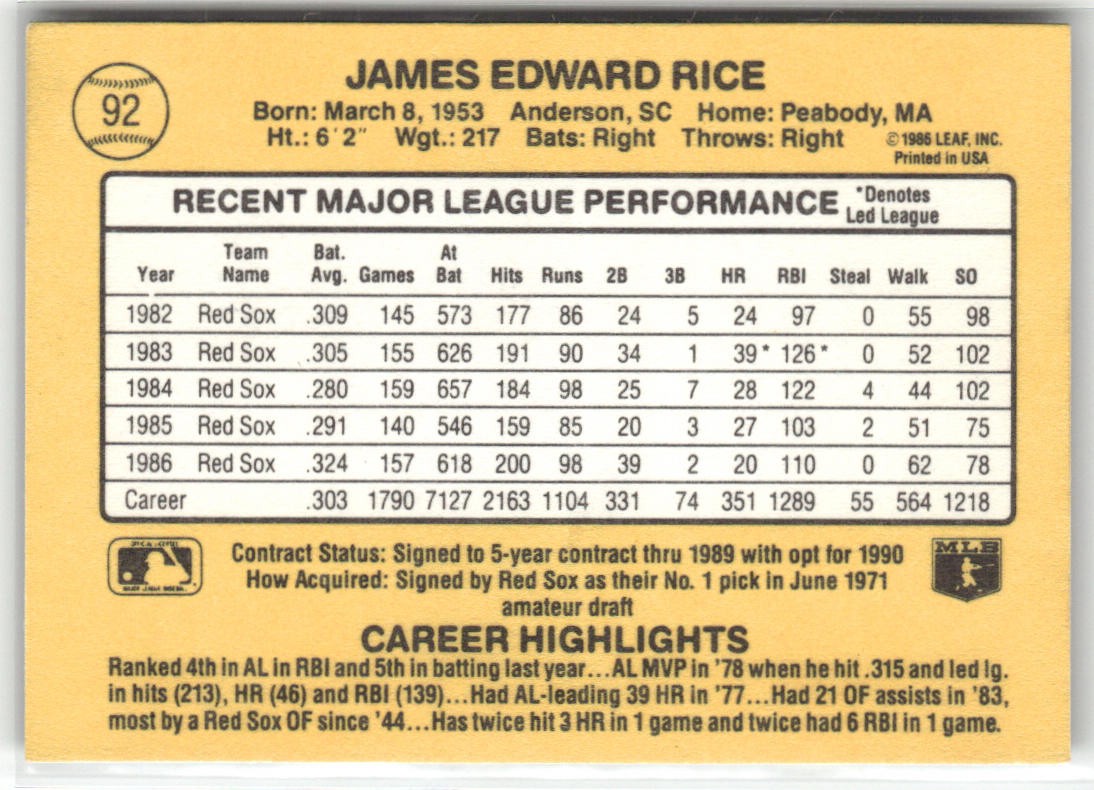 92
JAMES EDWARD RICE
Born: March 8, 1953 Anderson, SC Home: Peabody, MA
Ht.: 6'2" Wgt.: 217 Bats: Right Throws: Right
©1986 LEAF, INC.
Printed in USA
RECENT MAJOR LEAGUE PERFORMANCE
*Denotes
Led League
Year Team Name Bat. Avg. Games At Bat Hits Runs 2B 3B HR RBI Steal Walk SO
1982 Red Sox .309 145 573 177 86 24 5 24 97 0 55 98
1983 Red Sox .305 155 626 191 90 34 1 39* 126* 0 52 102
1984 Red Sox .280 159 657 184 98 25 7 28 122 4 44 102
1985 Red Sox .291 140 546 159 85 20 3 27 103 2 51 75
1986 Red Sox .324 157 618 200 98 39 2 20 110 0 62 78
Career .303 1790 7127 2163 1104 331 74 351 1289 55 564 1218
Contract Status: Signed to 5-year contract thru 1989 with opt for 1990
How Acquired: Signed by Red Sox as their No. 1 pick in June 1971
amateur draft
MLB
CAREER HIGHLIGHTS
Ranked 4th in AL in RBI and 5th in batting last year...AL MVP in '78 when he hit .315 and led lg.
in hits (213), HR (46) and RBI (139)...Had AL-leading 39 HR in '77...Had 21 OF assists in '83,
most by a Red Sox OF since '44...Has twice hit 3 HR in 1 game and twice had 6 RBI in 1 game.